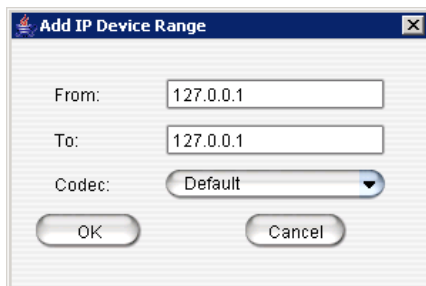 Add IP Device Range
From: 127.0.0.1
To: 127.0.0.1
Codec: Default
OK Cancel